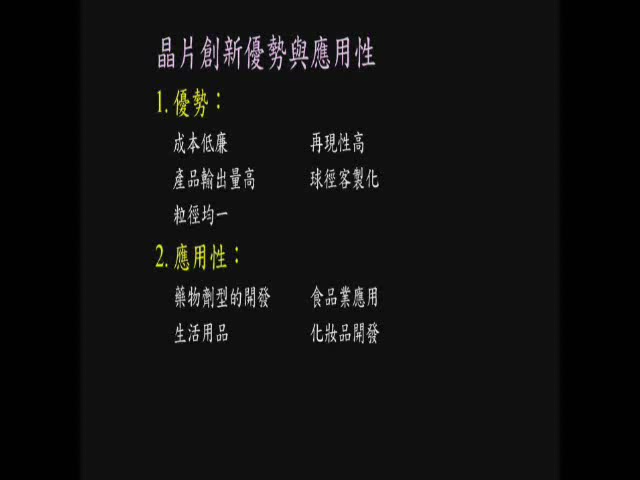 晶片創新優勢與應用性
1. 優勢：
成本低廉 再現性高
產品輸出量高 球徑客製化
粒徑均一
2. 應用性：
藥物劑型的開發 食品業應用
生活用品 化妝品開發